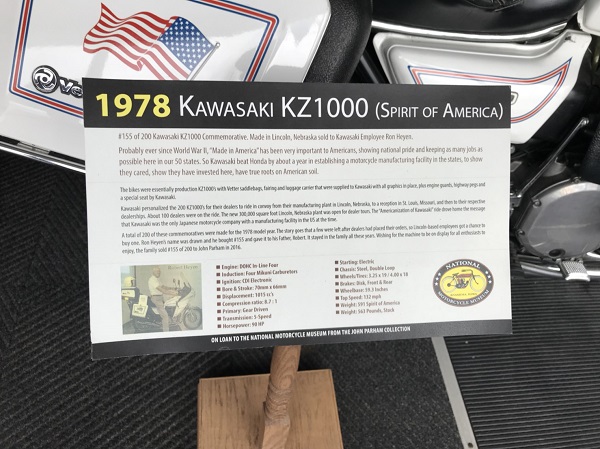 Ve
1978 KAWASAKI KZ1000 (SPIRIT OF AMERICA)
#155 of 200 Kawasaki KZ1000 Commemorative. Made in Lincoln, Nebraska sold to Kawasaki Employee Ron Heyen.
Probably ever since World War II, "Made in America" has been very important to Americans, showing national pride and keeping as many jobs as
possible here in our 50 states. So Kawasaki beat Honda by about a year in establishing a motorcycle manufacturing facility in the states, to show
they cared, show they have invested here, have true roots on American soil.
The bikes were essentially production KZ1000's with Vetter saddlebags, fairing and luggage carrier that were supplied to Kawasaki with all graphics in place, plus engine guards, highway pegs and
a special seat by Kawasaki.
Kawasaki personalized the 200 KZ1000's for their dealers to ride in convoy from their manufacturing plant in Lincoln, Nebraska, to a reception in St. Louis, Missouri, and then to their respective
dealerships. About 100 dealers were on the ride. The new 300,000 square foot Lincoln, Nebraska plant was open for dealer tours. The "Americanization of Kawasaki" ride drove home the message
that Kawasaki was the only Japanese motorcycle company with a manufacturing facility in the US at the time.
A total of 200 of these commemoratives were made for the 1978 model year. The story goes that a few were left after dealers had placed their orders, so Lincoln-based employees got a chance to
buy one. Ron Heyen's name was drawn and he bought #155 and gave it to his Father, Robert. It stayed in the family all these years. Wishing for the machine to be on display for all enthusiasts to
enjoy, the family sold #155 of 200 to John Parham in 2016.
Robert Heyen
Engine: DOHC In-Line Four
Induction: Four Mikuni Carburetors
Ignition: CDI Electronic
Bore & Stroke: 70mm x 66mm
Displacement: 1015 cc's
Compression ratio: 8.7 : 1
Primary: Gear Driven
Transmission: 5-Speed
Horsepower: 90 HP
Starting: Electric
Chassis: Steel, Double Loop
Wheels/Tires: 3.25 x 19 / 4.00 x 18
Brakes: Disk, Front & Rear
Wheelbase: 59.3 Inches
Top Speed: 132 mph
Weight: 591 Spirit of America
Weight: 563 Pounds, Stock
NATIONAL
MOTORCYCLE MUSEUM
ON LOAN TO THE NATIONAL MOTORCYCLE MUSEUM FROM THE JOHN PARHAM COLLECTION